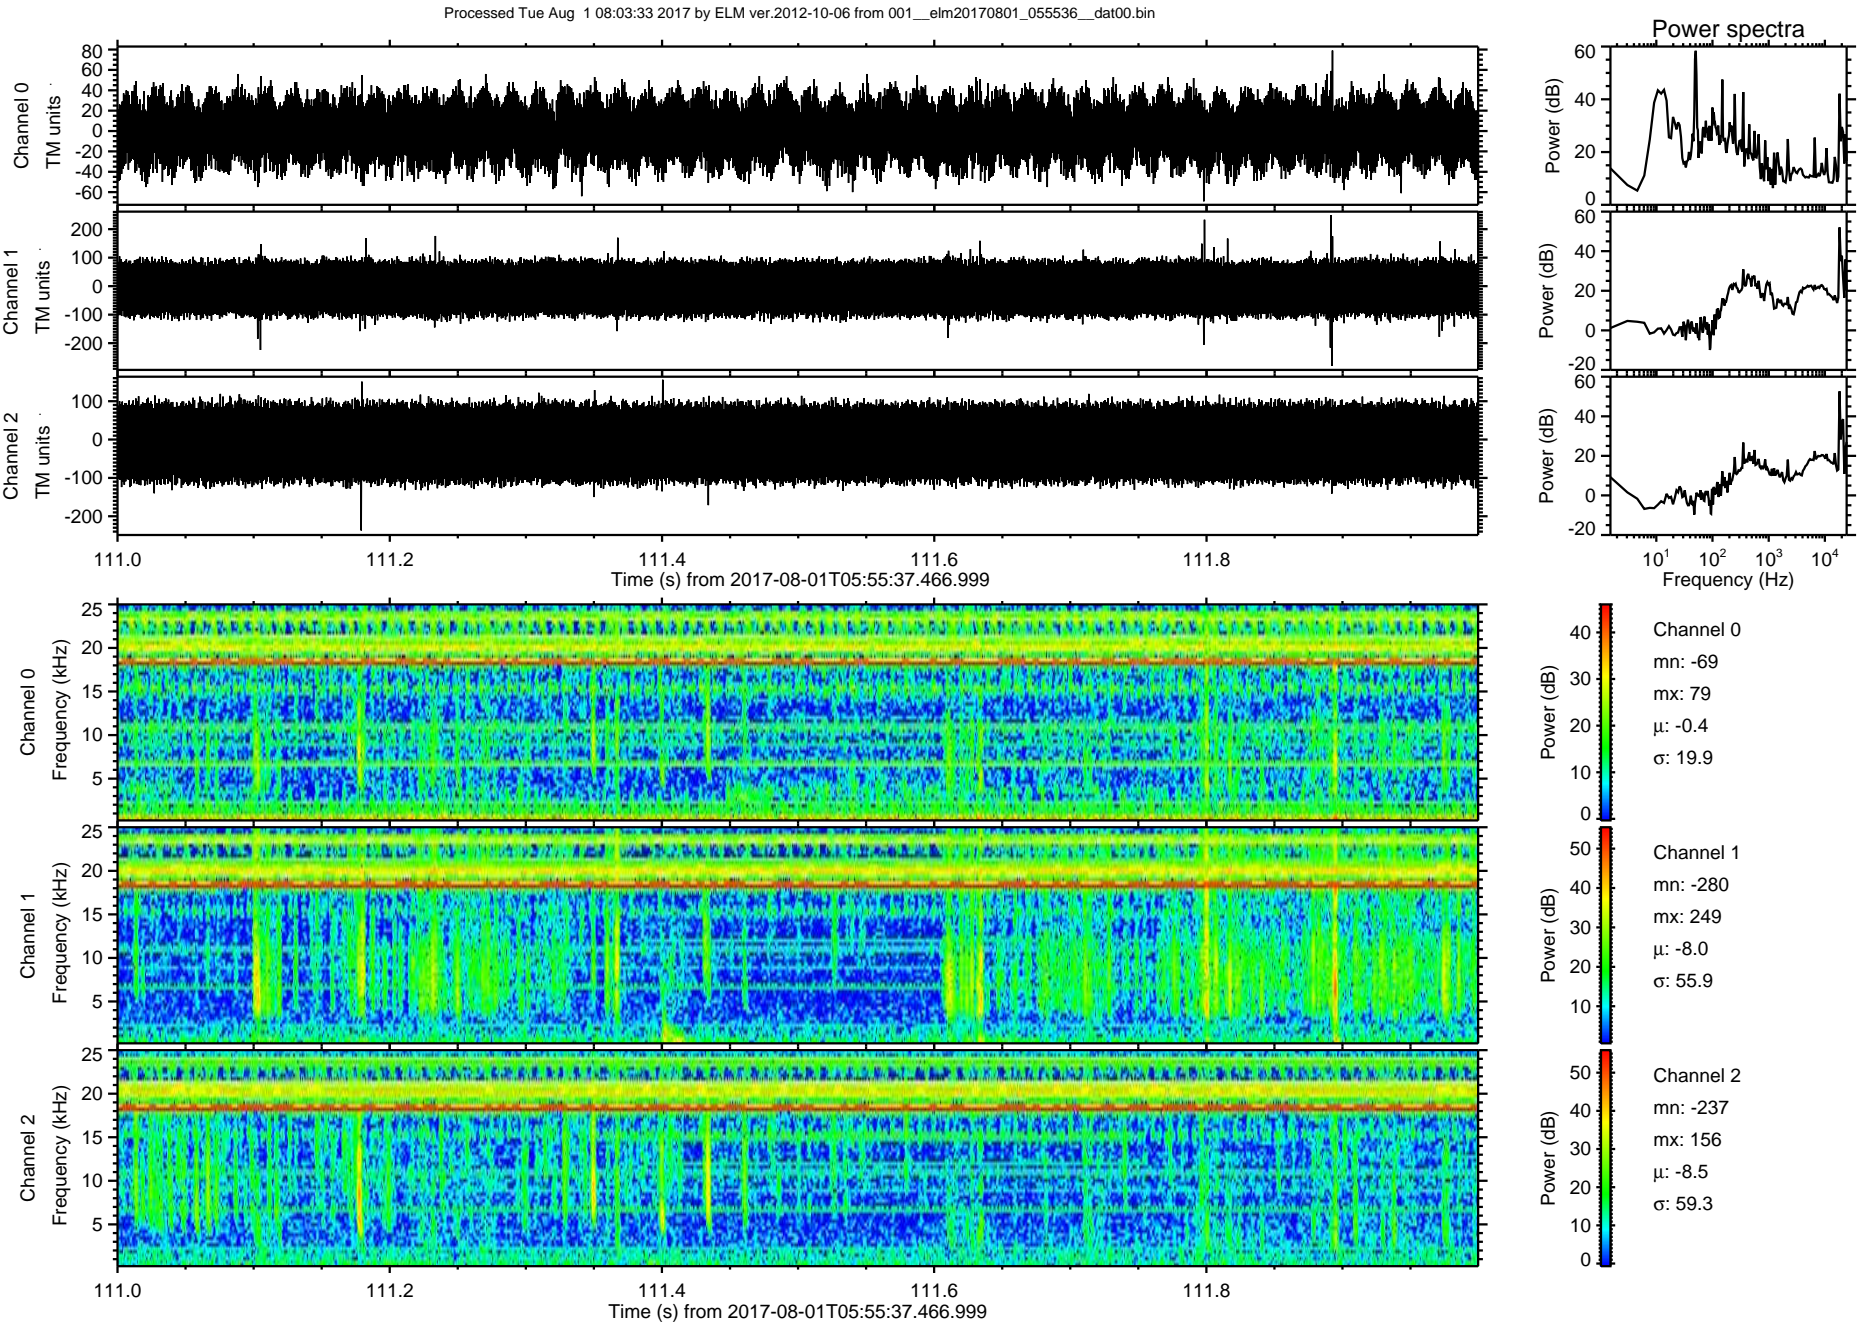 Processed Tue Aug  1 08:03:33 2017 by ELM ver.2012-10-06 from 001__elm20170801_055536__dat00.bin
Power spectra
Channel 0
TM units
80
60
40
20
0
-20
-40
-60
Power (dB)
60
40
20
0
Channel 1
TM units
200
100
0
-100
-200
Power (dB)
60
40
20
0
-20
Channel 2
TM units
100
0
-100
-200
Power (dB)
60
40
20
0
-20
111.0 111.2 111.4 111.6 111.8
Time (s) from 2017-08-01T05:55:37.466.999
10^1 10^2 10^3 10^4
Frequency (Hz)
Channel 0
Frequency (kHz)
25
20
15
10
5
Power (dB)
40
30
20
10
0
Channel 0
mn: -69
mx: 79
μ: -0.4
σ: 19.9
Channel 1
Frequency (kHz)
25
20
15
10
5
Power (dB)
50
40
30
20
10
Channel 1
mn: -280
mx: 249
μ: -8.0
σ: 55.9
Channel 2
Frequency (kHz)
25
20
15
10
5
Power (dB)
50
40
30
20
10
0
Channel 2
mn: -237
mx: 156
μ: -8.5
σ: 59.3
111.0 111.2 111.4 111.6 111.8
Time (s) from 2017-08-01T05:55:37.466.999